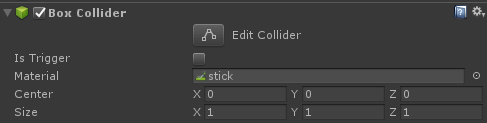 Box Collider
Edit Collider
Is Trigger
Material stick
Center X 0 Y 0 Z 0
Size X 1 Y 1 Z 1